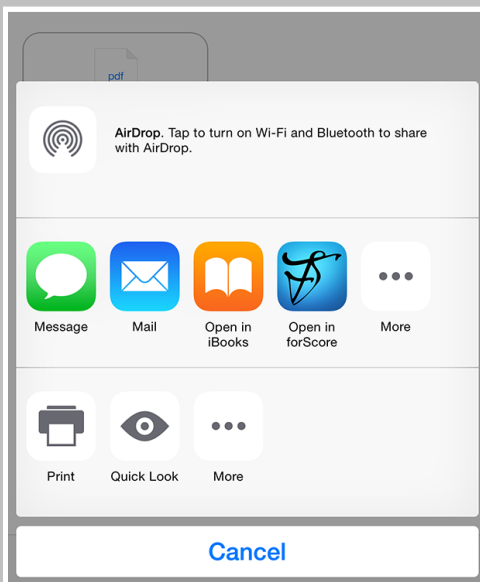 pdf
AirDrop. Tap to turn on Wi-Fi and Bluetooth to share
with AirDrop.
Message
Mail
Open in
iBooks
Open in
forScore
More
Print
Quick Look
More
Cancel